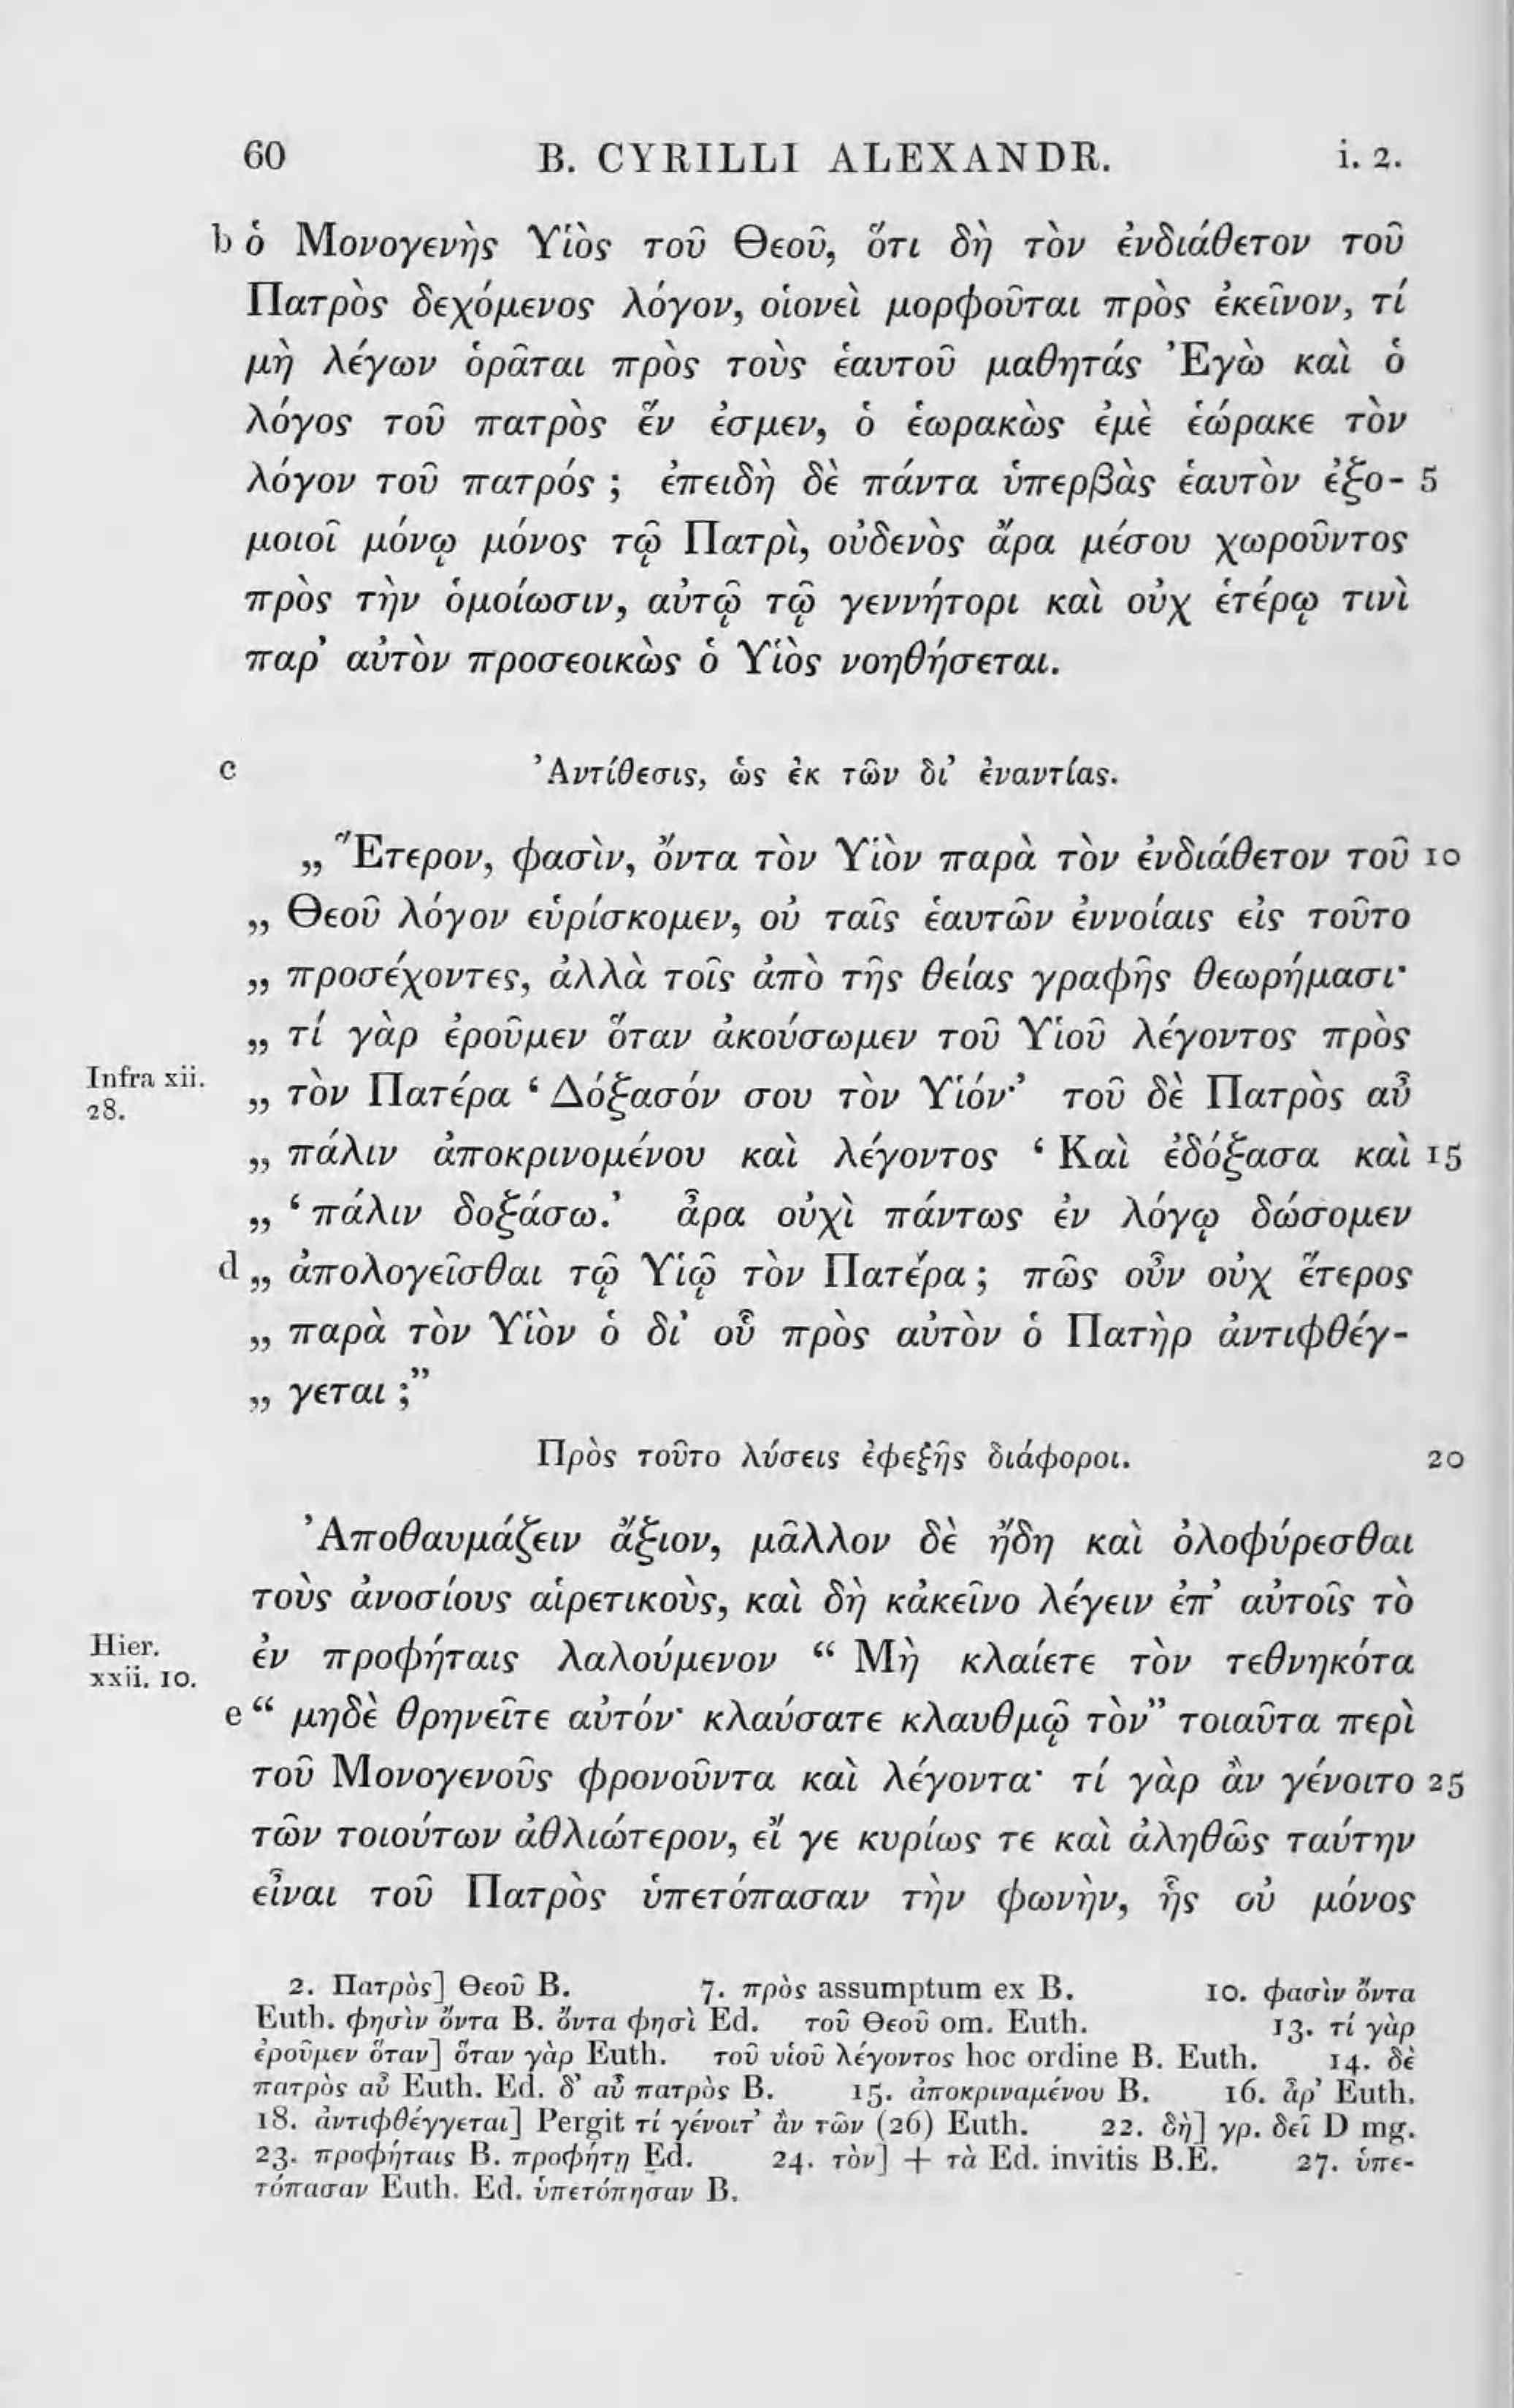 60 B. CYRILLI ALEXANDR. i. 2.
b ὁ Μονογενὴς Υἱὸς τοῦ Θεοῦ, ὅτι δὴ τὸν ἐνδιάθετον τοῦ
Πατρὸς δεχόμενος λόγον, οἱονεὶ μορφοῦται πρὸς ἐκεῖνον, τί
μὴ λέγων ὁρᾶται πρὸς τοὺς ἑαυτοῦ μαθητάς Ἐγὼ καὶ ὁ
λόγος τοῦ πατρὸς ἕν ἐσμεν, ὁ ἑωρακὼς ἐμὲ ἑώρακε τὸν
λόγον τοῦ πατρός ; ἐπειδὴ δὲ πάντα ὑπερβὰς ἑαυτὸν ἐξο- 5
μοιοῖ μόνῳ μόνος τῷ Πατρὶ, οὐδενὸς ἄρα μέσου χωροῦντος
πρὸς τὴν ὁμοίωσιν, αὐτῷ τῷ γεννήτορι καὶ οὐχ ἑτέρῳ τινὶ
παρ’ αὐτὸν προσεοικὼς ὁ Υἱὸς νοηθήσεται.
c Ἀντίθεσις, ὡς ἐκ τῶν δι’ ἐναντίας.
„ Ἕτερον, φασὶν, ὄντα τὸν Υἱὸν παρὰ τὸν ἐνδιάθετον τοῦ 10
„ Θεοῦ λόγον εὑρίσκομεν, οὐ ταῖς ἑαυτῶν ἐννοίαις εἰς τοῦτο
„ προσέχοντες, ἀλλὰ τοῖς ἀπὸ τῆς θείας γραφῆς θεωρήμασι·
„ τί γὰρ ἐροῦμεν ὅταν ἀκούσωμεν τοῦ Υἱοῦ λέγοντος πρὸς
Infra xii. 28. „ τὸν Πατέρα ‘ Δόξασόν σου τὸν Υἱόν·’ τοῦ δὲ Πατρὸς αὖ
„ πάλιν ἀποκρινομένου καὶ λέγοντος ‘ Καὶ ἐδόξασα καὶ 15
„ ‘ πάλιν δοξάσω.’ ἆρα οὐχὶ πάντως ἐν λόγῳ δώσομεν
d „ ἀπολογεῖσθαι τῷ Υἱῷ τὸν Πατέρα ; πῶς οὖν οὐχ ἕτερος
„ παρὰ τὸν Υἱὸν ὁ δι’ οὗ πρὸς αὐτὸν ὁ Πατὴρ ἀντιφθέγ-
„ γεται ;”
Πρὸς τοῦτο λύσεις ἐφεξῆς διάφοροι. 20
Ἀποθαυμάζειν ἄξιον, μᾶλλον δὲ ἤδη καὶ ὀλοφύρεσθαι
τοὺς ἀνοσίους αἱρετικοὺς, καὶ δὴ κἀκεῖνο λέγειν ἐπ’ αὐτοῖς τὸ
Hier. xxii. 10. ἐν προφήταις λαλούμενον “ Μὴ κλαίετε τὸν τεθνηκότα
e “ μηδὲ θρηνεῖτε αὐτόν· κλαύσατε κλαυθμῷ τὸν” τοιαῦτα περὶ
τοῦ Μονογενοῦς φρονοῦντα καὶ λέγοντα· τί γὰρ ἂν γένοιτο 25
τῶν τοιούτων ἀθλιώτερον, εἴ γε κυρίως τε καὶ ἀληθῶς ταύτην
εἶναι τοῦ Πατρὸς ὑπετόπασαν τὴν φωνὴν, ἧς οὐ μόνος
2. Πατρὸς] Θεοῦ B. 7. πρὸς assumptum ex B. 10. φασὶν ὄντα
Euth. φησὶν ὄντα B. ὄντα φησὶ Ed. τοῦ Θεοῦ om. Euth. 13. τί γὰρ
ἐροῦμεν ὅταν] ὅταν γὰρ Euth. τοῦ υἱοῦ λέγοντος hoc ordine B. Euth. 14. δὲ
πατρὸς αὖ Euth. Ed. δ’ αὖ πατρὸς B. 15. ἀποκριναμένου B. 16. ἆρ’ Euth.
18. ἀντιφθέγγεται] Pergit τί γένοιτ’ ἂν τῶν (26) Euth. 22. δὴ] γρ. δεῖ D mg.
23. προφήταις B. προφήτῃ Ed. 24. τὸν] + τὰ Ed. invitis B.E. 27. ὑπε-
τόπασαν Euth. Ed. ὑπετόπησαν B.